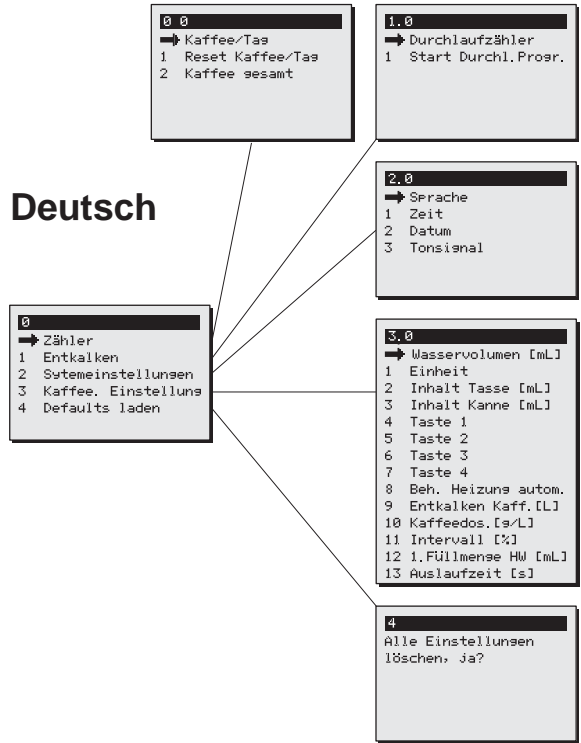 0 0
Kaffee/Tag
1 Reset Kaffee/Tag
2 Kaffee gesamt
1.0
Durchlaufzähler
1 Start Durchl.Progr.
Deutsch
2.0
Sprache
1 Zeit
2 Datum
3 Tonsignal
0
Zähler
1 Entkalken
2 Sytemeinstellungen
3 Kaffee. Einstellung
4 Defaults laden
3.0
Wasservolumen [mL]
1 Einheit
2 Inhalt Tasse [mL]
3 Inhalt Kanne [mL]
4 Taste 1
5 Taste 2
6 Taste 3
7 Taste 4
8 Beh. Heizung autom.
9 Entkalken Kaff.[L]
10 Kaffeedos.[g/L]
11 Intervall [%]
12 1.Füllmenge HW [mL]
13 Auslaufzeit [s]
4
Alle Einstellungen
löschen, ja?